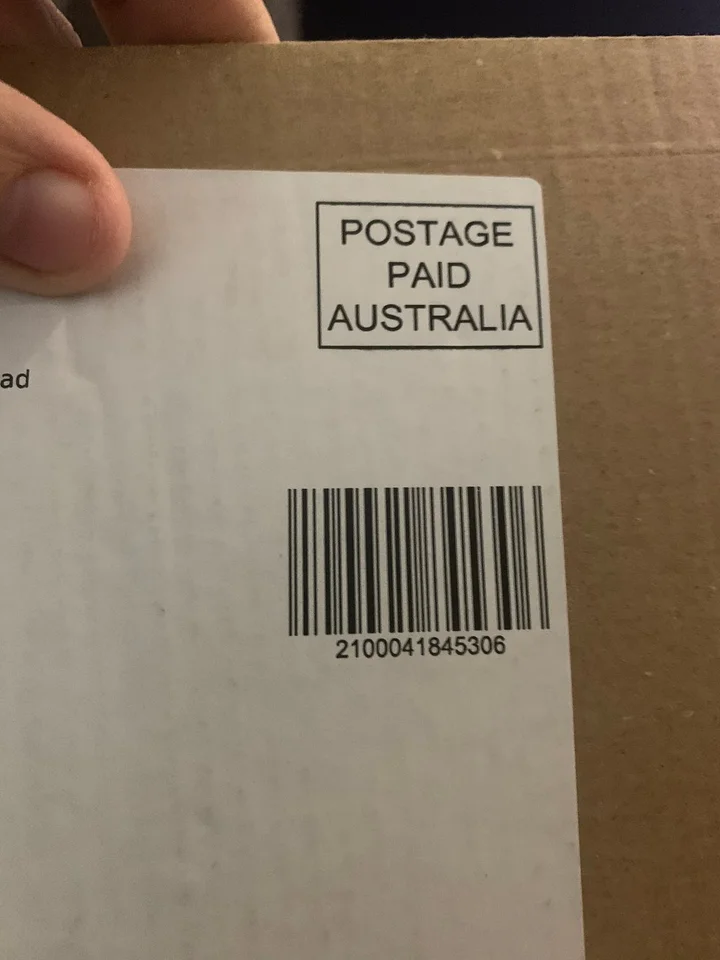 POSTAGE
PAID
AUSTRALIA
ad
2100041845306